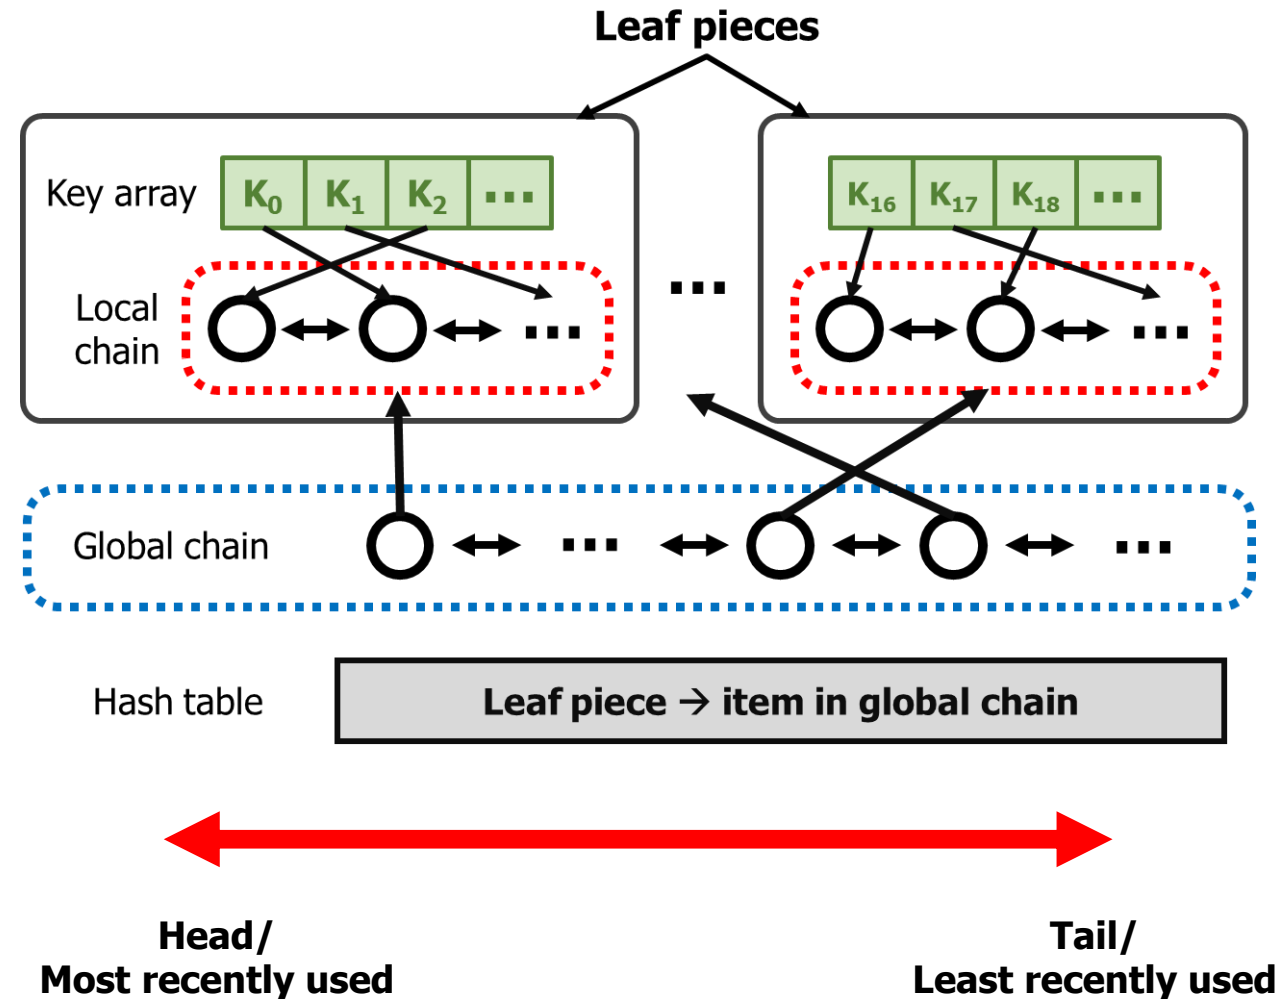 Leaf pieces
Key array
K0 K1 K2 ...
K16 K17 K18 ...
Local
chain
...
...
...
Global chain
...
...
Hash table
Leaf piece → item in global chain
Head/
Most recently used
Tail/
Least recently used